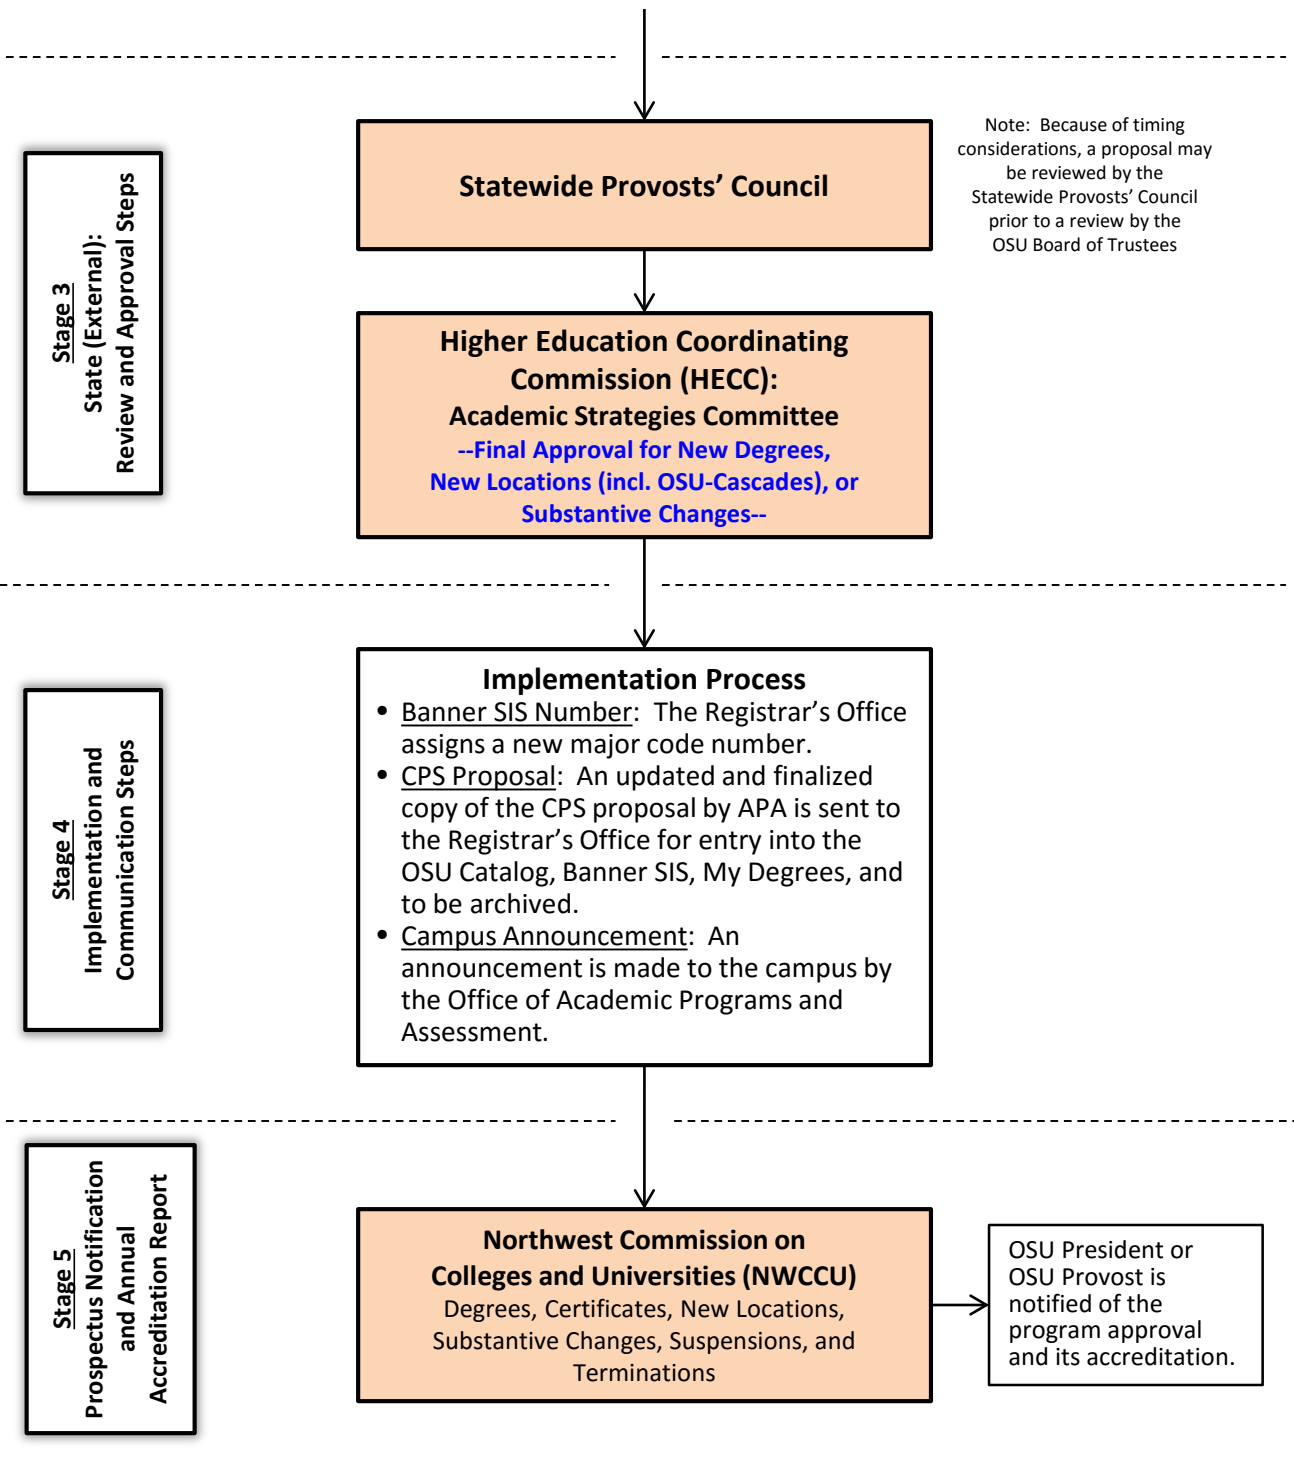 Stage 3
State (External):
Review and Approval Steps
Statewide Provosts’ Council
Note:  Because of timing
considerations, a proposal may
be reviewed by the
Statewide Provosts’ Council
prior to a review by the
OSU Board of Trustees
Higher Education Coordinating
Commission (HECC):
Academic Strategies Committee
--Final Approval for New Degrees,
New Locations (incl. OSU-Cascades), or
Substantive Changes--
Stage 4
Implementation and
Communication Steps
Implementation Process
• Banner SIS Number:  The Registrar’s Office
assigns a new major code number.
• CPS Proposal:  An updated and finalized
copy of the CPS proposal by APA is sent to
the Registrar’s Office for entry into the
OSU Catalog, Banner SIS, My Degrees, and
to be archived.
• Campus Announcement:  An
announcement is made to the campus by
the Office of Academic Programs and
Assessment.
Stage 5
Prospectus Notification
and Annual
Accreditation Report
Northwest Commission on
Colleges and Universities (NWCCU)
Degrees, Certificates, New Locations,
Substantive Changes, Suspensions, and
Terminations
OSU President or
OSU Provost is
notified of the
program approval
and its accreditation.